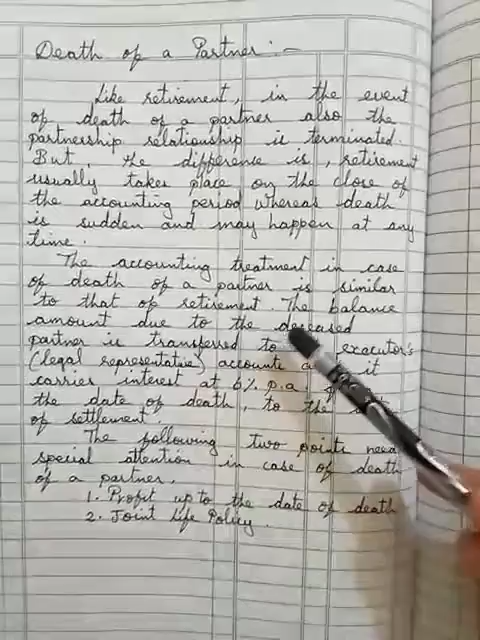 Death of a Partner :-
Like retirement, in the event
of death of a partner also the
partnership relationship is terminated.
But, the difference is, retirement
usually takes place on the close of
the accounting period whereas death
is sudden and may happen at any
time.
The accounting treatment in case
of death of a partner is similar
to that of retirement. The balance
amount due to the deceased
partner is transferred to executor's
(legal representative) account it
carries interest at 6% p.a
the date of death, to the
of settlement.
The following two points need
special attention in case of death
of a partner.
1. Profit up to the date of death
2. Joint Life Policy.